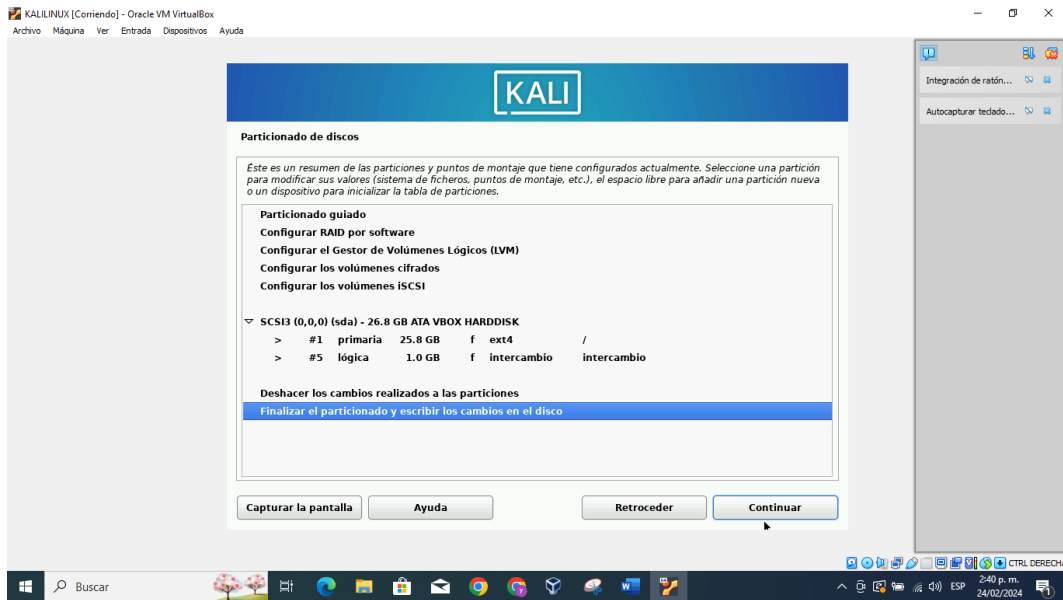 KALILINUX [Corriendo] - Oracle VM VirtualBox
Archivo Máquina Ver Entrada Dispositivos Ayuda
KALI
Integración de ratón...
Autocapturar teclado...
Particionado de discos
Éste es un resumen de las particiones y puntos de montaje que tiene configurados actualmente. Seleccione una partición
para modificar sus valores (sistema de ficheros, puntos de montaje, etc.), el espacio libre para añadir una partición nueva
o un dispositivo para inicializar la tabla de particiones.
Particionado guiado
Configurar RAID por software
Configurar el Gestor de Volúmenes Lógicos (LVM)
Configurar los volúmenes cifrados
Configurar los volúmenes iSCSI
SCSI3 (0,0,0) (sda) - 26.8 GB ATA VBOX HARDDISK
> #1 primaria 25.8 GB f ext4 /
> #5 lógica 1.0 GB f intercambio intercambio
Deshacer los cambios realizados a las particiones
Finalizar el particionado y escribir los cambios en el disco
Capturar la pantalla Ayuda Retroceder Continuar
CTRL DERECHA
Buscar
ESP
2:40 p. m.
24/02/2024